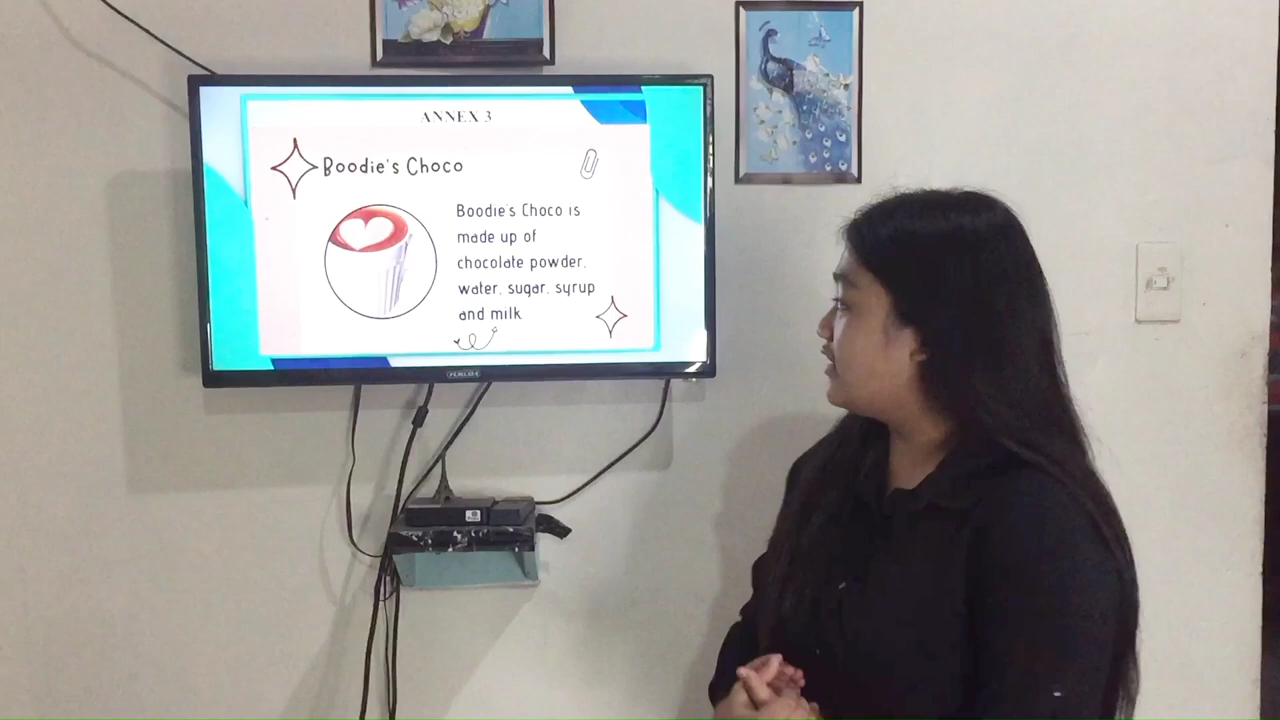 ANNEX 3
Boodie's Choco
Boodie's Choco is
made up of
chocolate powder,
water, sugar, syrup
and milk